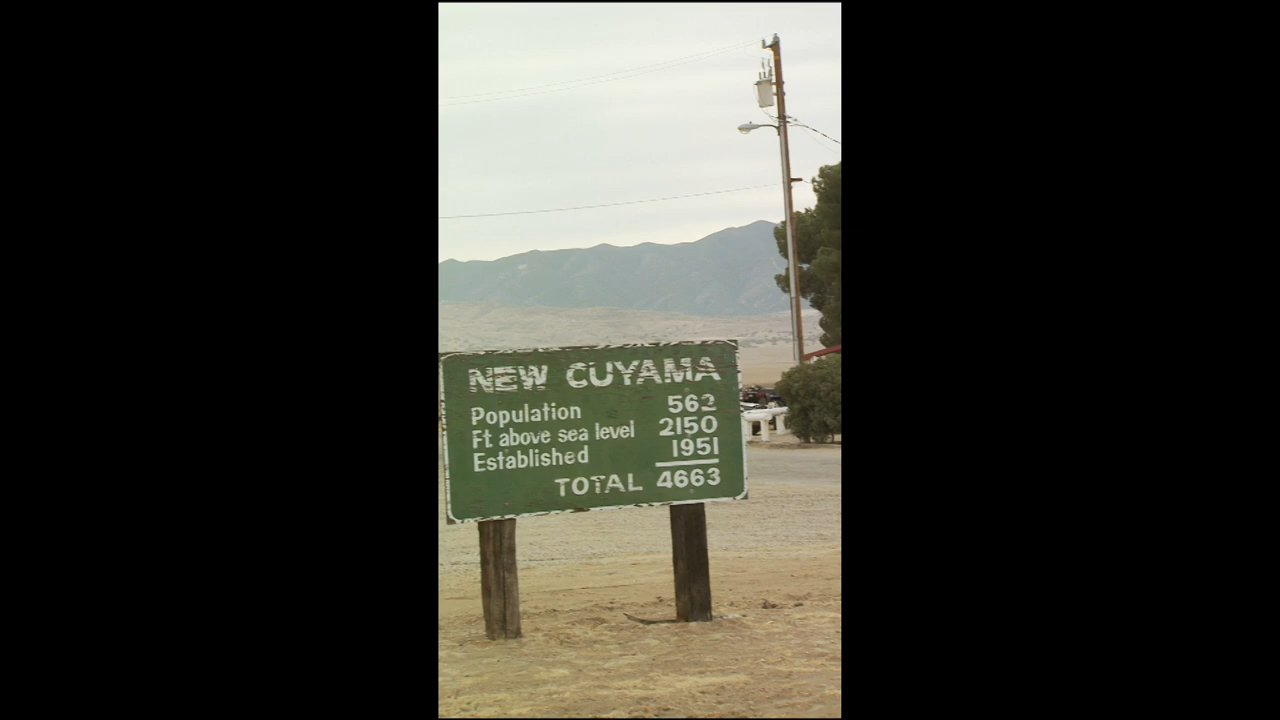 NEW CUYAMA
Population 562
Ft above sea level 2150
Established 1951
TOTAL 4663